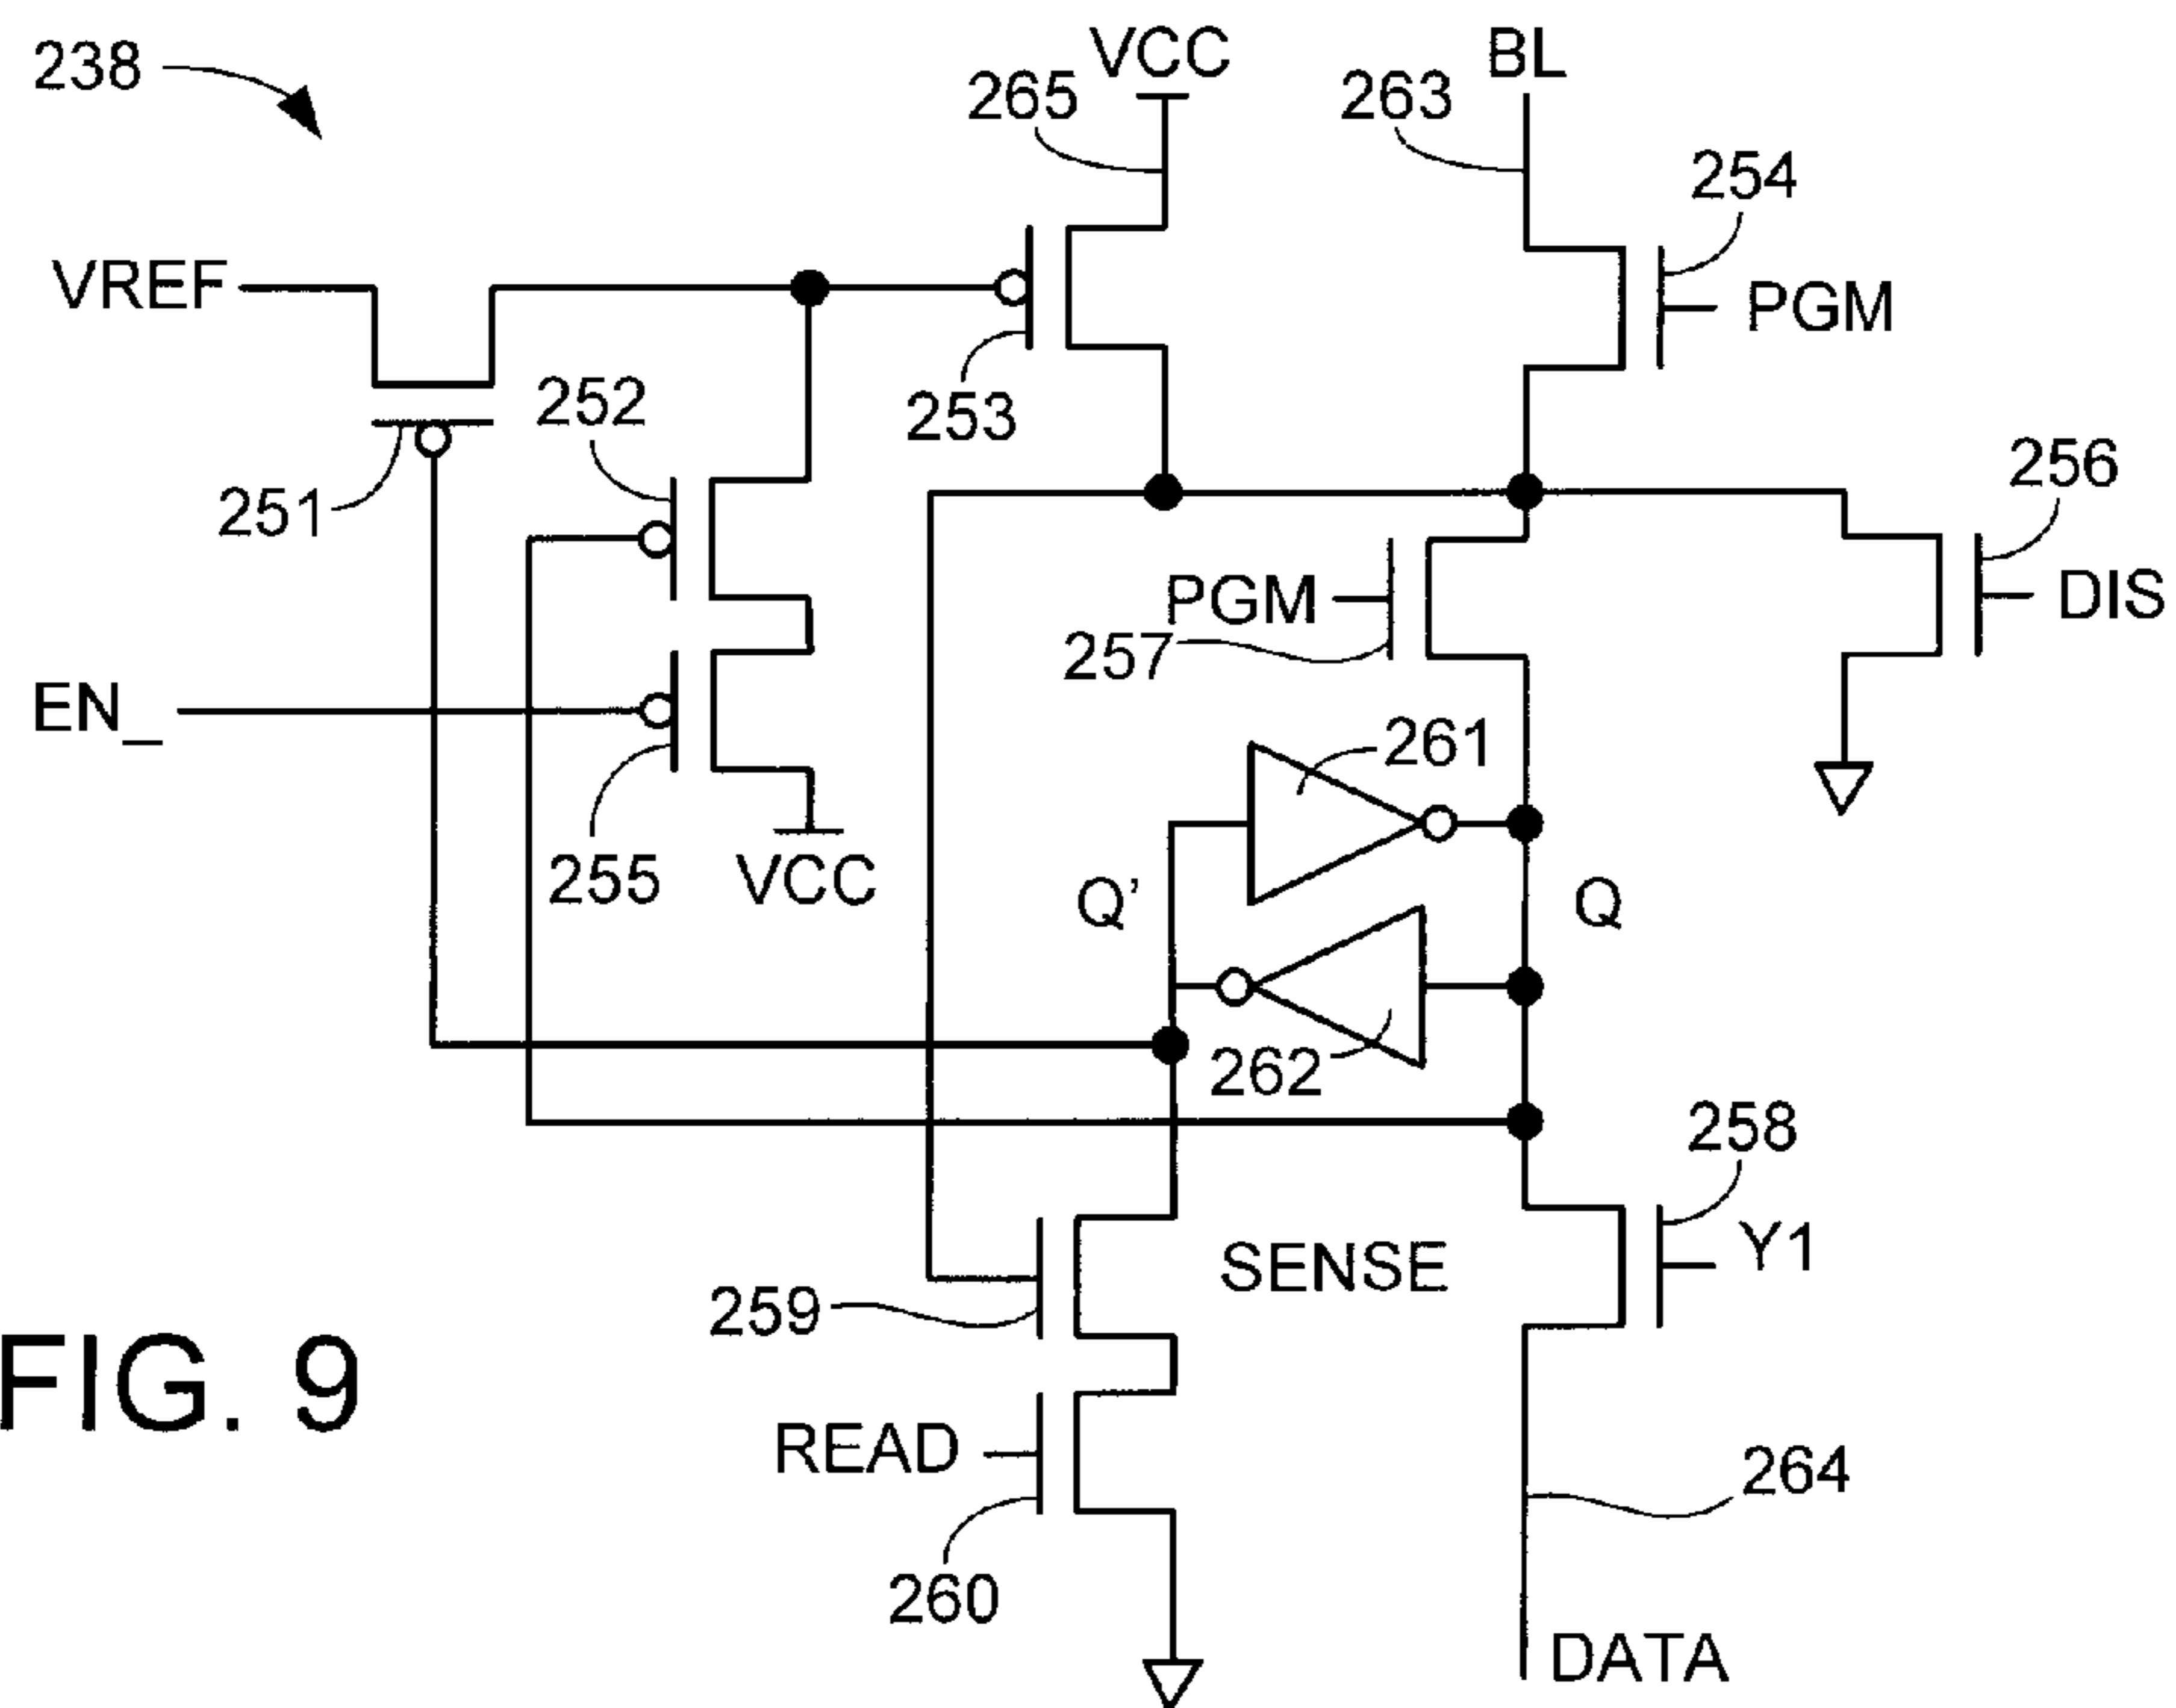 238
265
VCC
263
BL
254
VREF
PGM
252
253
256
251
PGM
DIS
257
EN_
261
255
VCC
Q'
Q
262
258
SENSE
Y1
259
FIG. 9
READ
264
260
DATA